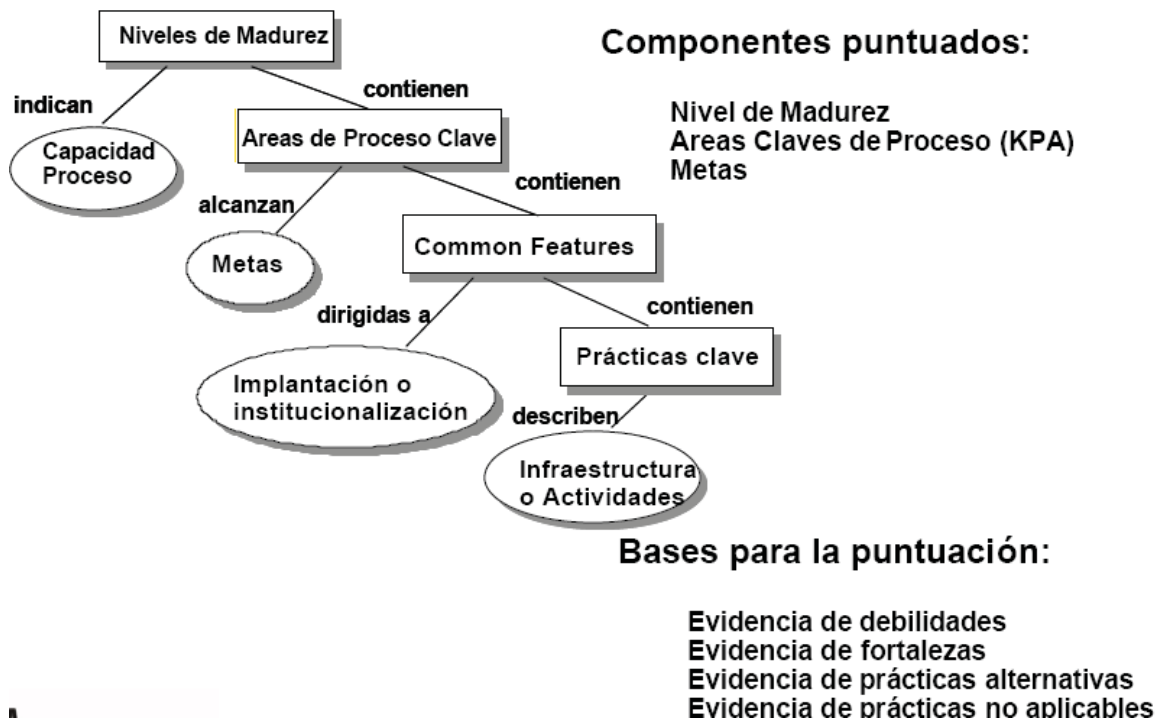 Niveles de Madurez
Componentes puntuados:
indican
contienen
Nivel de Madurez
Areas Claves de Proceso (KPA)
Metas
Capacidad
Proceso
Areas de Proceso Clave
alcanzan
contienen
Metas
Common Features
dirigidas a
contienen
Implantación o
institucionalización
Prácticas clave
describen
Infraestructura
o Actividades
Bases para la puntuación:
Evidencia de debilidades
Evidencia de fortalezas
Evidencia de prácticas alternativas
Evidencia de prácticas no aplicables